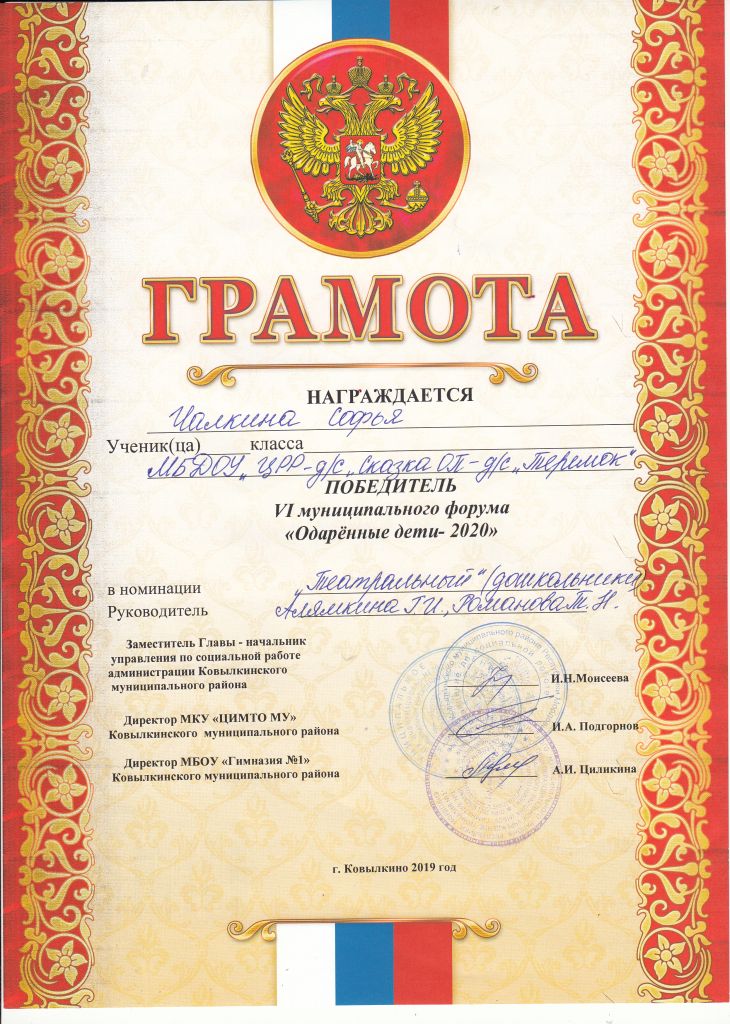 ГРАМОТА
НАГРАЖДАЕТСЯ
Чалкина Софья
Ученик(ца) класса
МБДОУ „ЦРР-д/с „Сказка ОП-д/с „Теремок"
ПОБЕДИТЕЛЬ
VI муниципального форума
«Одарённые дети- 2020»
в номинации „Театральный" (дошкольники)
Руководитель Алямкина Г.И., Романова Т.Н.
Заместитель Главы - начальник
управления по социальной работе
администрации Ковылкинского
муниципального района И.Н.Моисеева
Директор МКУ «ЦИМТО МУ»
Ковылкинского муниципального района И.А. Подгорнов
Директор МБОУ «Гимназия №1»
Ковылкинского муниципального района А.И. Циликина
г. Ковылкино 2019 год